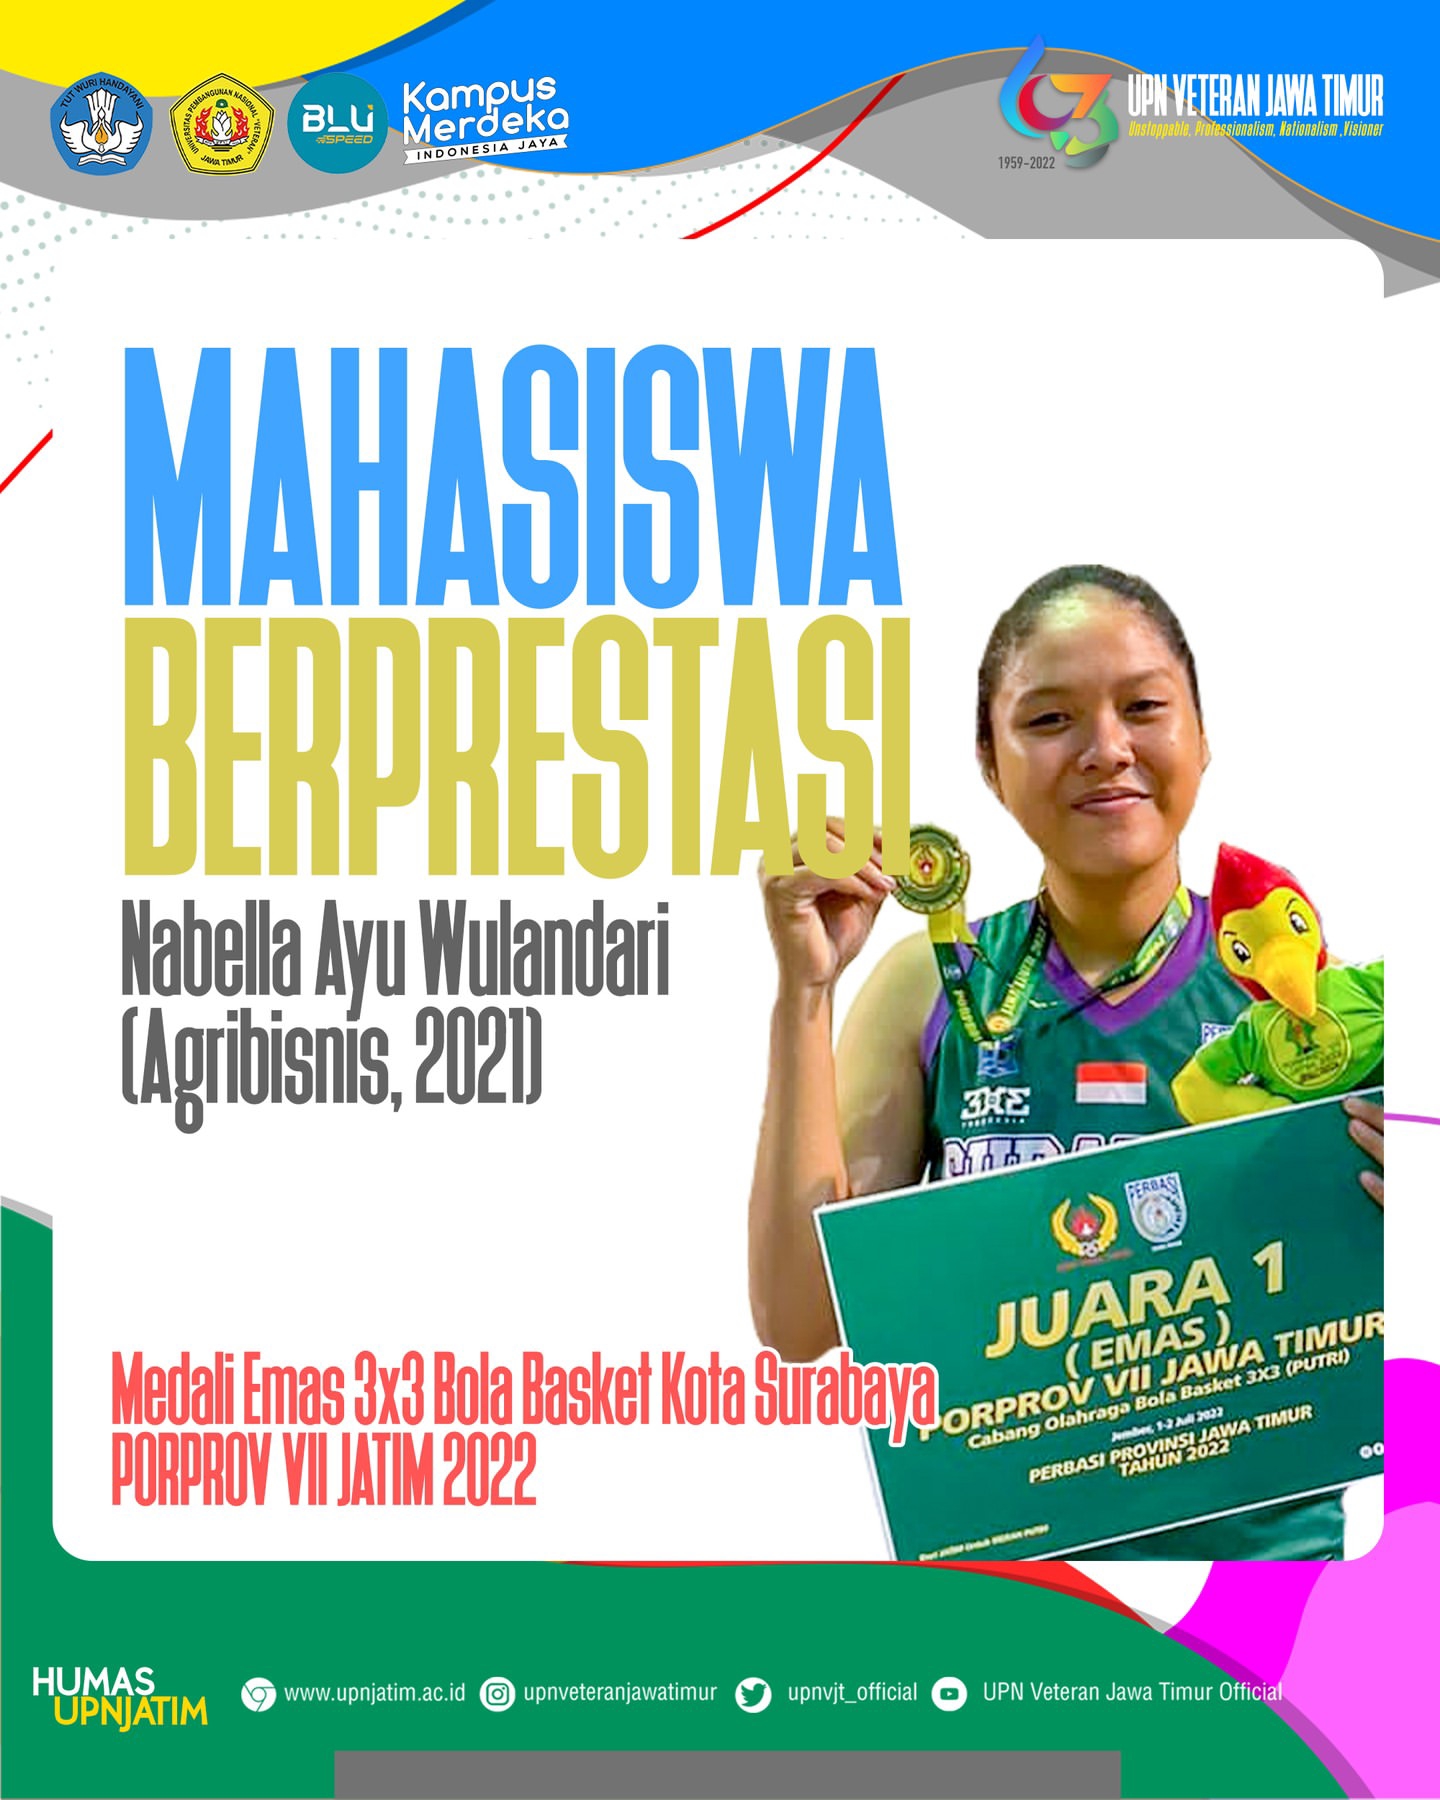 TUT WURI HANDAYANI
UNIVERSITAS PEMBANGUNAN NASIONAL "VETERAN"
JAWA TIMUR
BLU
SPEED
Kampus
Merdeka
INDONESIA JAYA
63
1959-2022
UPN VETERAN JAWA TIMUR
Unstoppable, Professionalism, Nationalism ,Visioner
MAHASISWA
BERPRESTASI
Nabella Ayu Wulandari
(Agribisnis, 2021)
3X3
PERBASI
JUARA 1
( EMAS )
PORPROV VII JAWA TIMUR
Cabang Olahraga Bola Basket 3X3 (PUTRI)
Jember, 1-2 Juli 2022
PERBASI PROVINSI JAWA TIMUR
TAHUN 2022
Medali Emas 3x3 Bola Basket Kota Surabaya
PORPROV VII JATIM 2022
HUMAS
UPNJATIM
www.upnjatim.ac.id
upnveteranjawatimur
upnvjt_official
UPN Veteran Jawa Timur Official